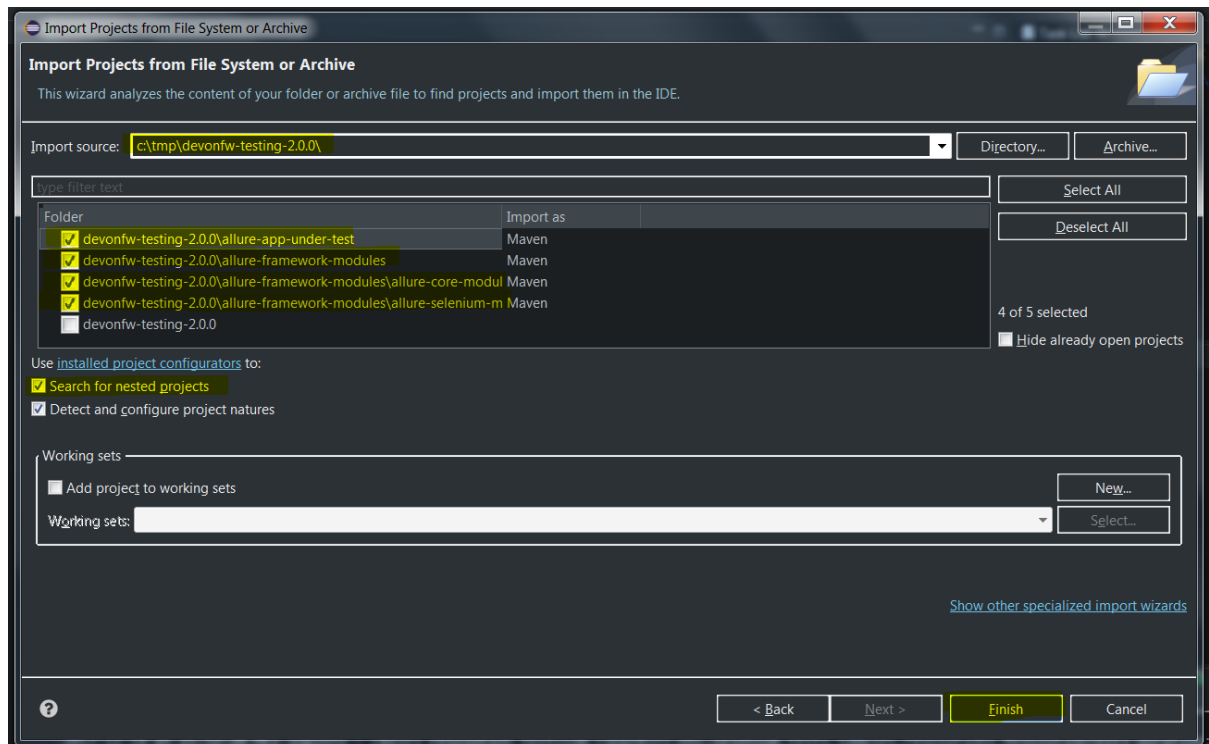 Import Projects from File System or Archive
Import Projects from File System or Archive
This wizard analyzes the content of your folder or archive file to find projects and import them in the IDE.
Import source: c:\tmp\devonfw-testing-2.0.0\ Directory... Archive...
type filter text Select All
Folder Import as
Deselect All
devonfw-testing-2.0.0\allure-app-under-test Maven
devonfw-testing-2.0.0\allure-framework-modules Maven
devonfw-testing-2.0.0\allure-framework-modules\allure-core-modul Maven
devonfw-testing-2.0.0\allure-framework-modules\allure-selenium-m Maven
devonfw-testing-2.0.0
4 of 5 selected
Hide already open projects
Use installed project configurators to:
Search for nested projects
Detect and configure project natures
Working sets
Add project to working sets New...
Working sets: Select...
Show other specialized import wizards
< Back Next > Finish Cancel